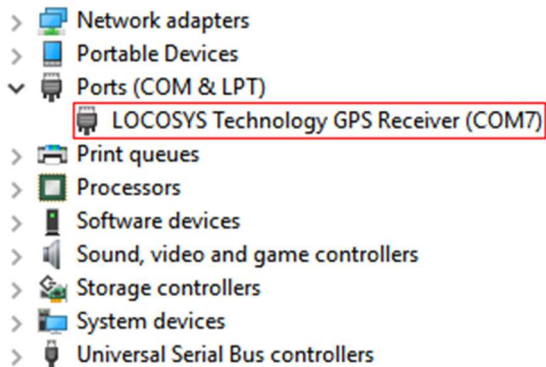 Network adapters
Portable Devices
Ports (COM & LPT)
LOCOSYS Technology GPS Receiver (COM7)
Print queues
Processors
Software devices
Sound, video and game controllers
Storage controllers
System devices
Universal Serial Bus controllers